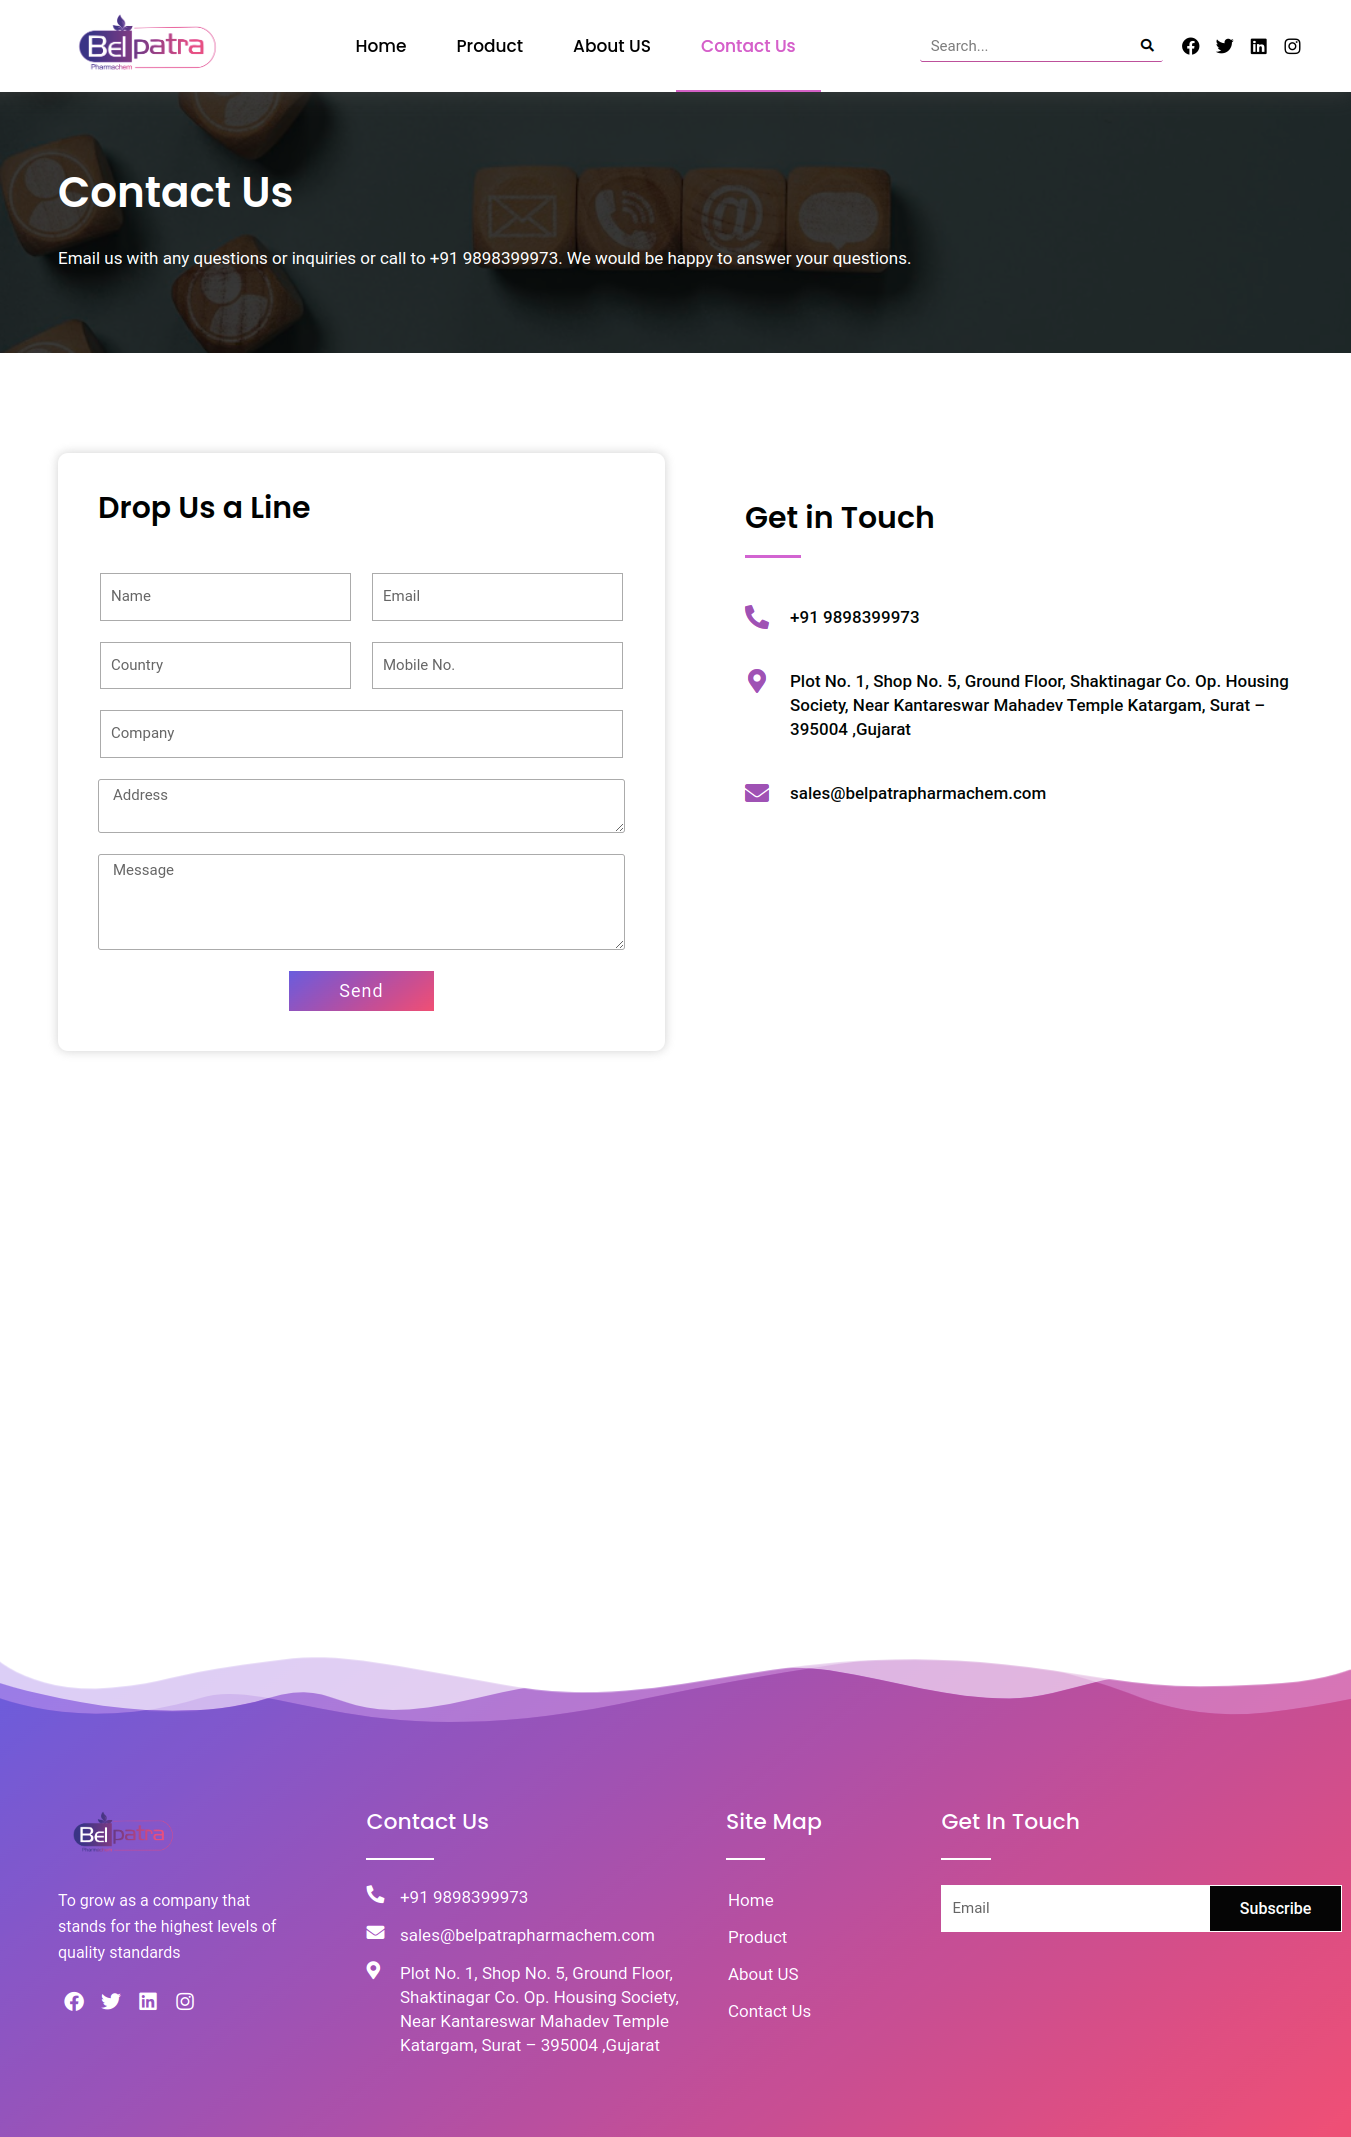 Belpatra
Pharmachem
Home
Product
About US
Contact Us
Search...
Contact Us
Email us with any questions or inquiries or call to +91 9898399973. We would be happy to answer your questions.
Drop Us a Line
Name
Email
Country
Mobile No.
Company
Address
Message
Send
Get in Touch
+91 9898399973
Plot No. 1, Shop No. 5, Ground Floor, Shaktinagar Co. Op. Housing
Society, Near Kantareswar Mahadev Temple Katargam, Surat –
395004 ,Gujarat
sales@belpatrapharmachem.com
Belpatra
To grow as a company that
stands for the highest levels of
quality standards
Contact Us
+91 9898399973
sales@belpatrapharmachem.com
Plot No. 1, Shop No. 5, Ground Floor,
Shaktinagar Co. Op. Housing Society,
Near Kantareswar Mahadev Temple
Katargam, Surat – 395004 ,Gujarat
Site Map
Home
Product
About US
Contact Us
Get In Touch
Email
Subscribe